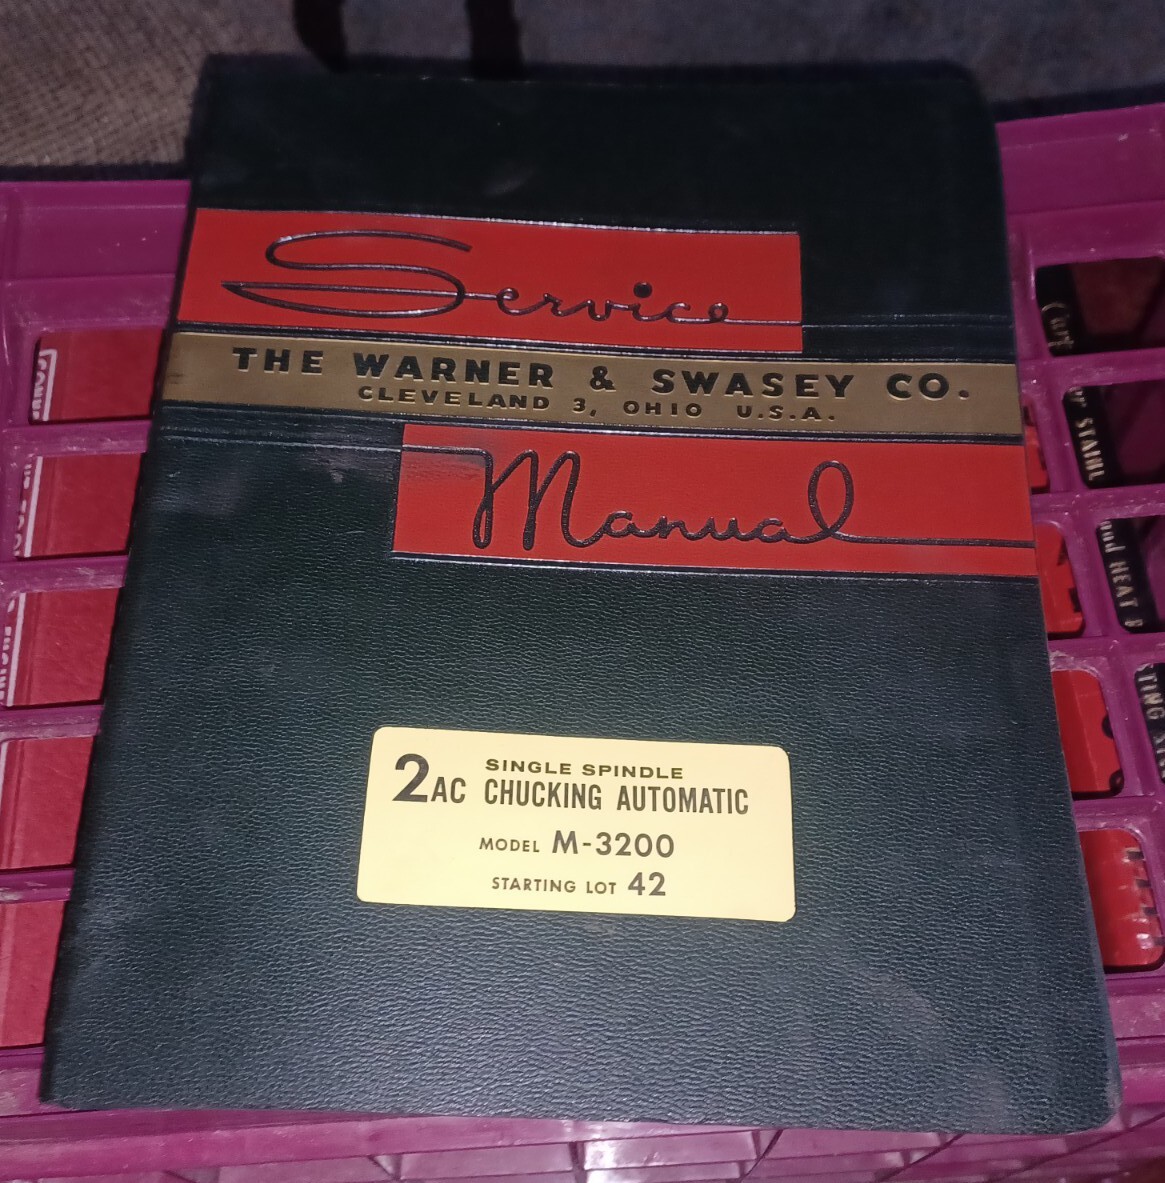 Service
THE WARNER & SWASEY CO.
CLEVELAND 3, OHIO U.S.A.
Manual
2AC SINGLE SPINDLE
CHUCKING AUTOMATIC
MODEL M-3200
STARTING LOT 42
HEAT